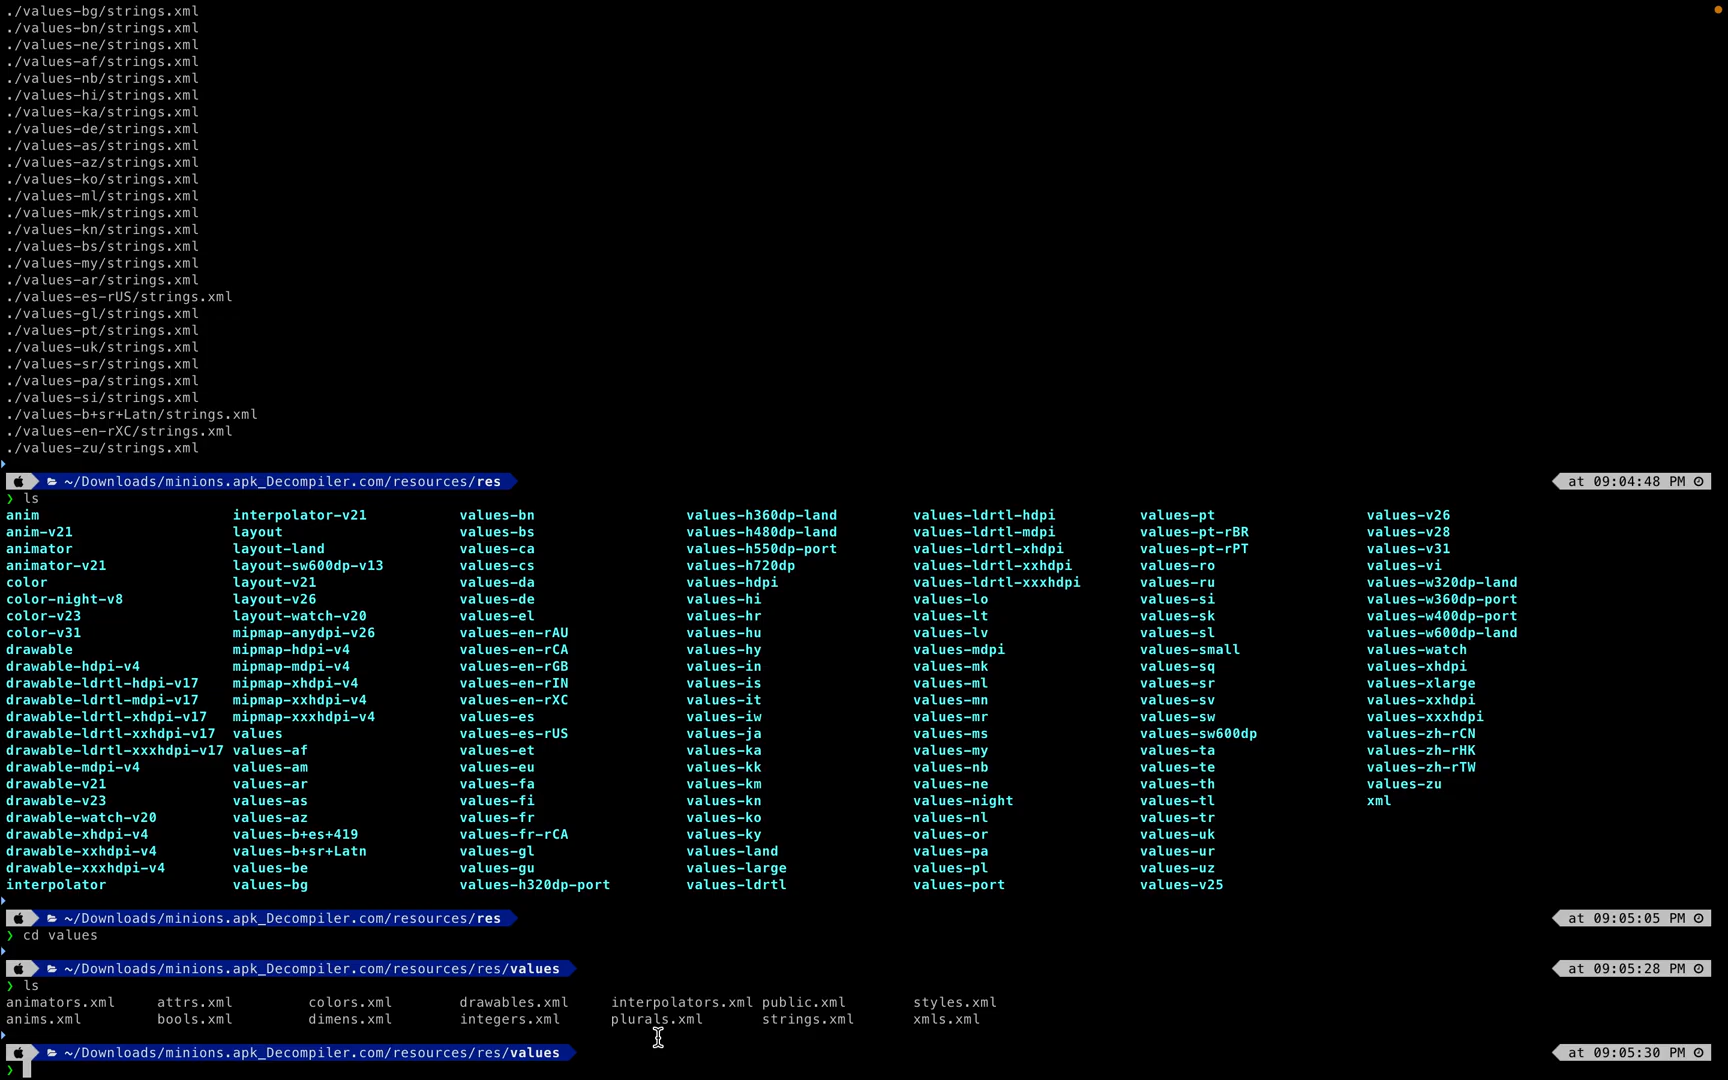 ./values-bg/strings.xml
./values-bn/strings.xml
./values-ne/strings.xml
./values-af/strings.xml
./values-nb/strings.xml
./values-hi/strings.xml
./values-ka/strings.xml
./values-de/strings.xml
./values-as/strings.xml
./values-az/strings.xml
./values-ko/strings.xml
./values-ml/strings.xml
./values-mk/strings.xml
./values-kn/strings.xml
./values-bs/strings.xml
./values-my/strings.xml
./values-ar/strings.xml
./values-es-rUS/strings.xml
./values-gl/strings.xml
./values-pt/strings.xml
./values-uk/strings.xml
./values-sr/strings.xml
./values-pa/strings.xml
./values-si/strings.xml
./values-b+sr+Latn/strings.xml
./values-en-rXC/strings.xml
./values-zu/strings.xml
~/Downloads/minions.apk_Decompiler.com/resources/res at 09:04:48 PM
❯ ls
anim interpolator-v21 values-bn values-h360dp-land values-ldrtl-hdpi values-pt values-v26
anim-v21 layout values-bs values-h480dp-land values-ldrtl-mdpi values-pt-rBR values-v28
animator layout-land values-ca values-h550dp-port values-ldrtl-xhdpi values-pt-rPT values-v31
animator-v21 layout-sw600dp-v13 values-cs values-h720dp values-ldrtl-xxhdpi values-ro values-vi
color layout-v21 values-da values-hdpi values-ldrtl-xxxhdpi values-ru values-w320dp-land
color-night-v8 layout-v26 values-de values-hi values-lo values-si values-w360dp-port
color-v23 layout-watch-v20 values-el values-hr values-lt values-sk values-w400dp-port
color-v31 mipmap-anydpi-v26 values-en-rAU values-hu values-lv values-sl values-w600dp-land
drawable mipmap-hdpi-v4 values-en-rCA values-hy values-mdpi values-small values-watch
drawable-hdpi-v4 mipmap-mdpi-v4 values-en-rGB values-in values-mk values-sq values-xhdpi
drawable-ldrtl-hdpi-v17 mipmap-xhdpi-v4 values-en-rIN values-is values-ml values-sr values-xlarge
drawable-ldrtl-mdpi-v17 mipmap-xxhdpi-v4 values-en-rXC values-it values-mn values-sv values-xxhdpi
drawable-ldrtl-xhdpi-v17 mipmap-xxxhdpi-v4 values-es values-iw values-mr values-sw values-xxxhdpi
drawable-ldrtl-xxhdpi-v17 values values-es-rUS values-ja values-ms values-sw600dp values-zh-rCN
drawable-ldrtl-xxxhdpi-v17 values-af values-et values-ka values-my values-ta values-zh-rHK
drawable-mdpi-v4 values-am values-eu values-kk values-nb values-te values-zh-rTW
drawable-v21 values-ar values-fa values-km values-ne values-th values-zu
drawable-v23 values-as values-fi values-kn values-night values-tl xml
drawable-watch-v20 values-az values-fr values-ko values-nl values-tr
drawable-xhdpi-v4 values-b+es+419 values-fr-rCA values-ky values-or values-uk
drawable-xxhdpi-v4 values-b+sr+Latn values-gl values-land values-pa values-ur
drawable-xxxhdpi-v4 values-be values-gu values-large values-pl values-uz
interpolator values-bg values-h320dp-port values-ldrtl values-port values-v25
~/Downloads/minions.apk_Decompiler.com/resources/res at 09:05:05 PM
❯ cd values
~/Downloads/minions.apk_Decompiler.com/resources/res/values at 09:05:28 PM
❯ ls
animators.xml attrs.xml colors.xml drawables.xml interpolators.xml public.xml styles.xml
anims.xml bools.xml dimens.xml integers.xml plurals.xml strings.xml xmls.xml
~/Downloads/minions.apk_Decompiler.com/resources/res/values at 09:05:30 PM
❯